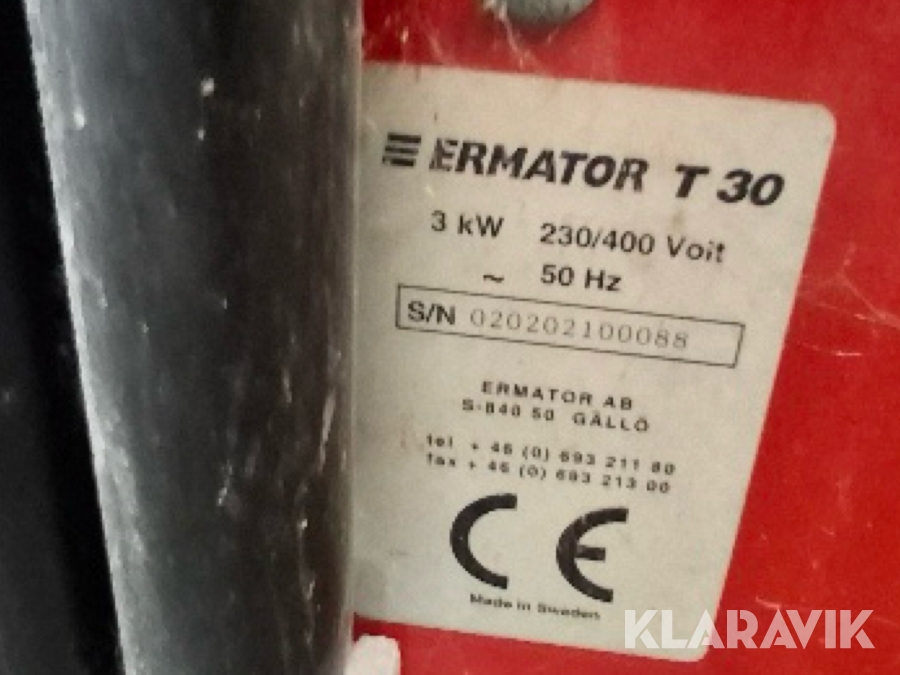 ERMATOR T 30
3 kW 230/400 Volt
~ 50 Hz
S/N 020202100088
ERMATOR AB
S-840 50 GÄLLÖ
tel + 46 (0) 693 211 80
fax + 46 (0) 693 213 00
CE
Made in Sweden
KLARAVIK